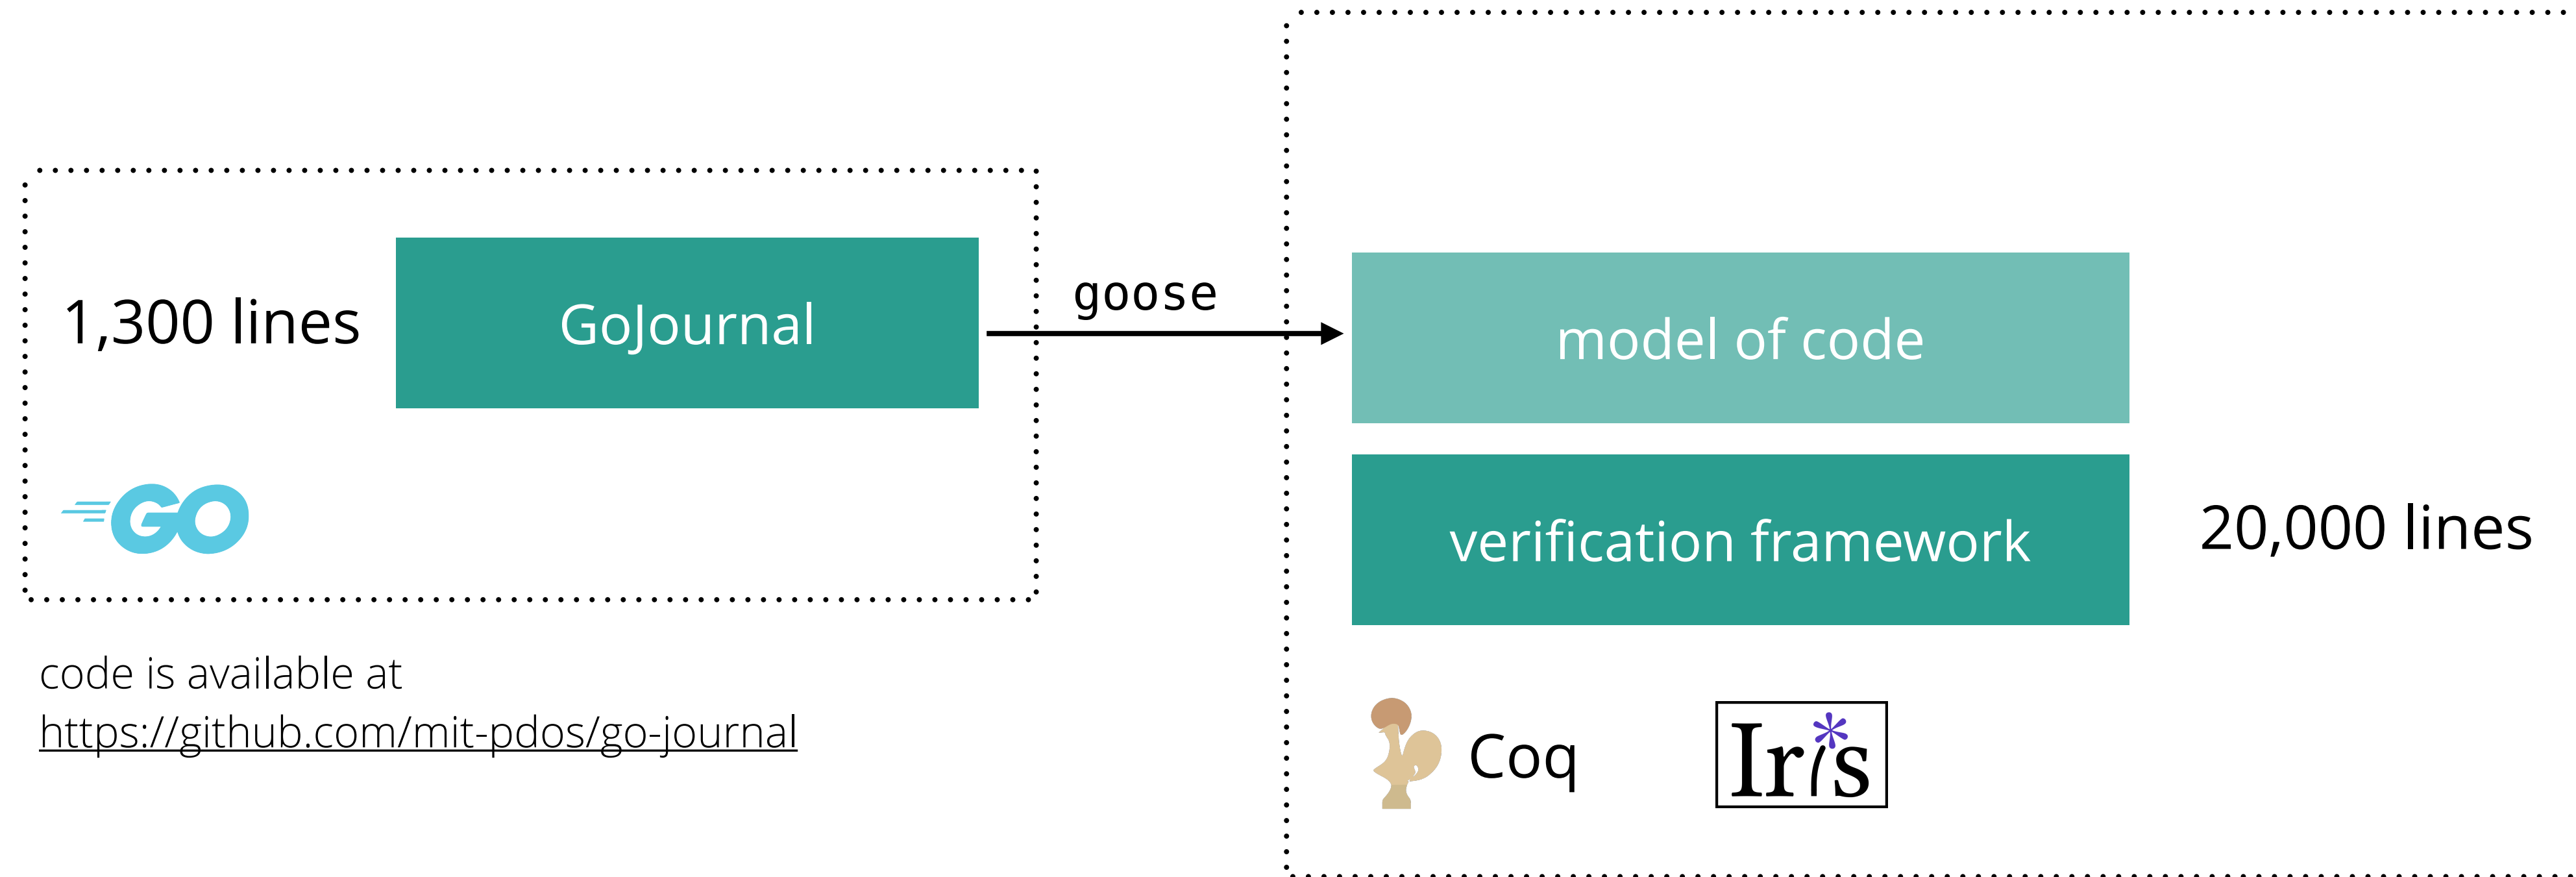 1,300 lines
GoJournal
goose
model of code
verification framework
20,000 lines
GO
code is available at
https://github.com/mit-pdos/go-journal
Coq
Iris